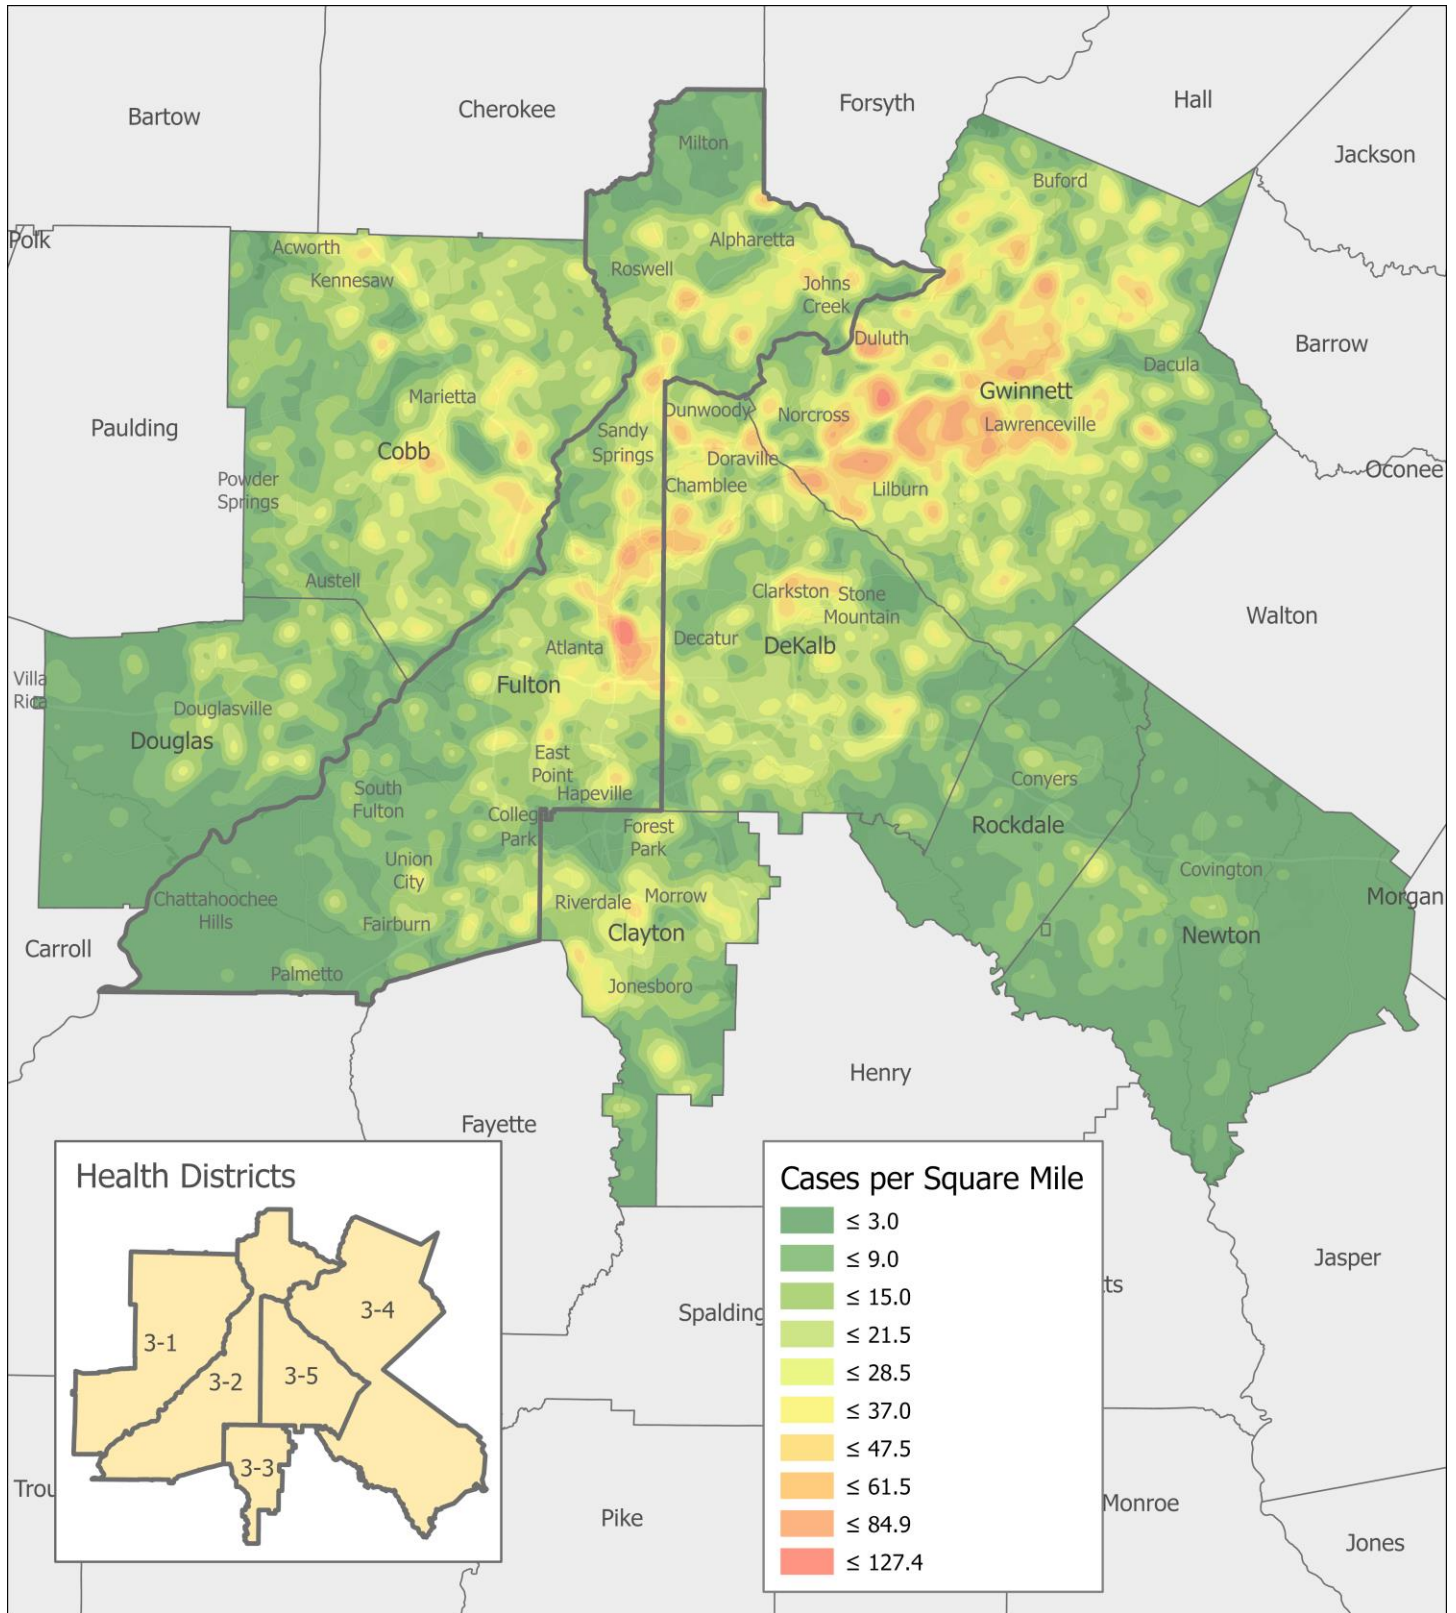 Bartow
Cherokee
Forsyth
Hall
Jackson
Milton
Buford
Polk
Acworth
Alpharetta
Kennesaw
Roswell
Johns
Creek
Duluth
Barrow
Dacula
Gwinnett
Marietta
Paulding
Dunwoody
Norcross
Lawrenceville
Sandy
Springs
Cobb
Doraville
Oconee
Powder
Springs
Chamblee
Lilburn
Austell
Clarkston
Stone
Mountain
Walton
Atlanta
Decatur
DeKalb
Villa
Rica
Fulton
Douglasville
Douglas
East
Point
Hapeville
South
Fulton
Conyers
Colleg
Park
Forest
Park
Rockdale
Union
City
Covington
Chattahoochee
Hills
Riverdale
Morrow
Morgan
Fairburn
Clayton
Newton
Carroll
Palmetto
Jonesboro
Henry
Fayette
Health Districts
3-1
3-2
3-3
3-4
3-5
Cases per Square Mile
≤ 3.0
≤ 9.0
≤ 15.0
≤ 21.5
≤ 28.5
≤ 37.0
≤ 47.5
≤ 61.5
≤ 84.9
≤ 127.4
Jasper
ts
Spalding
Trou
Pike
Monroe
Jones